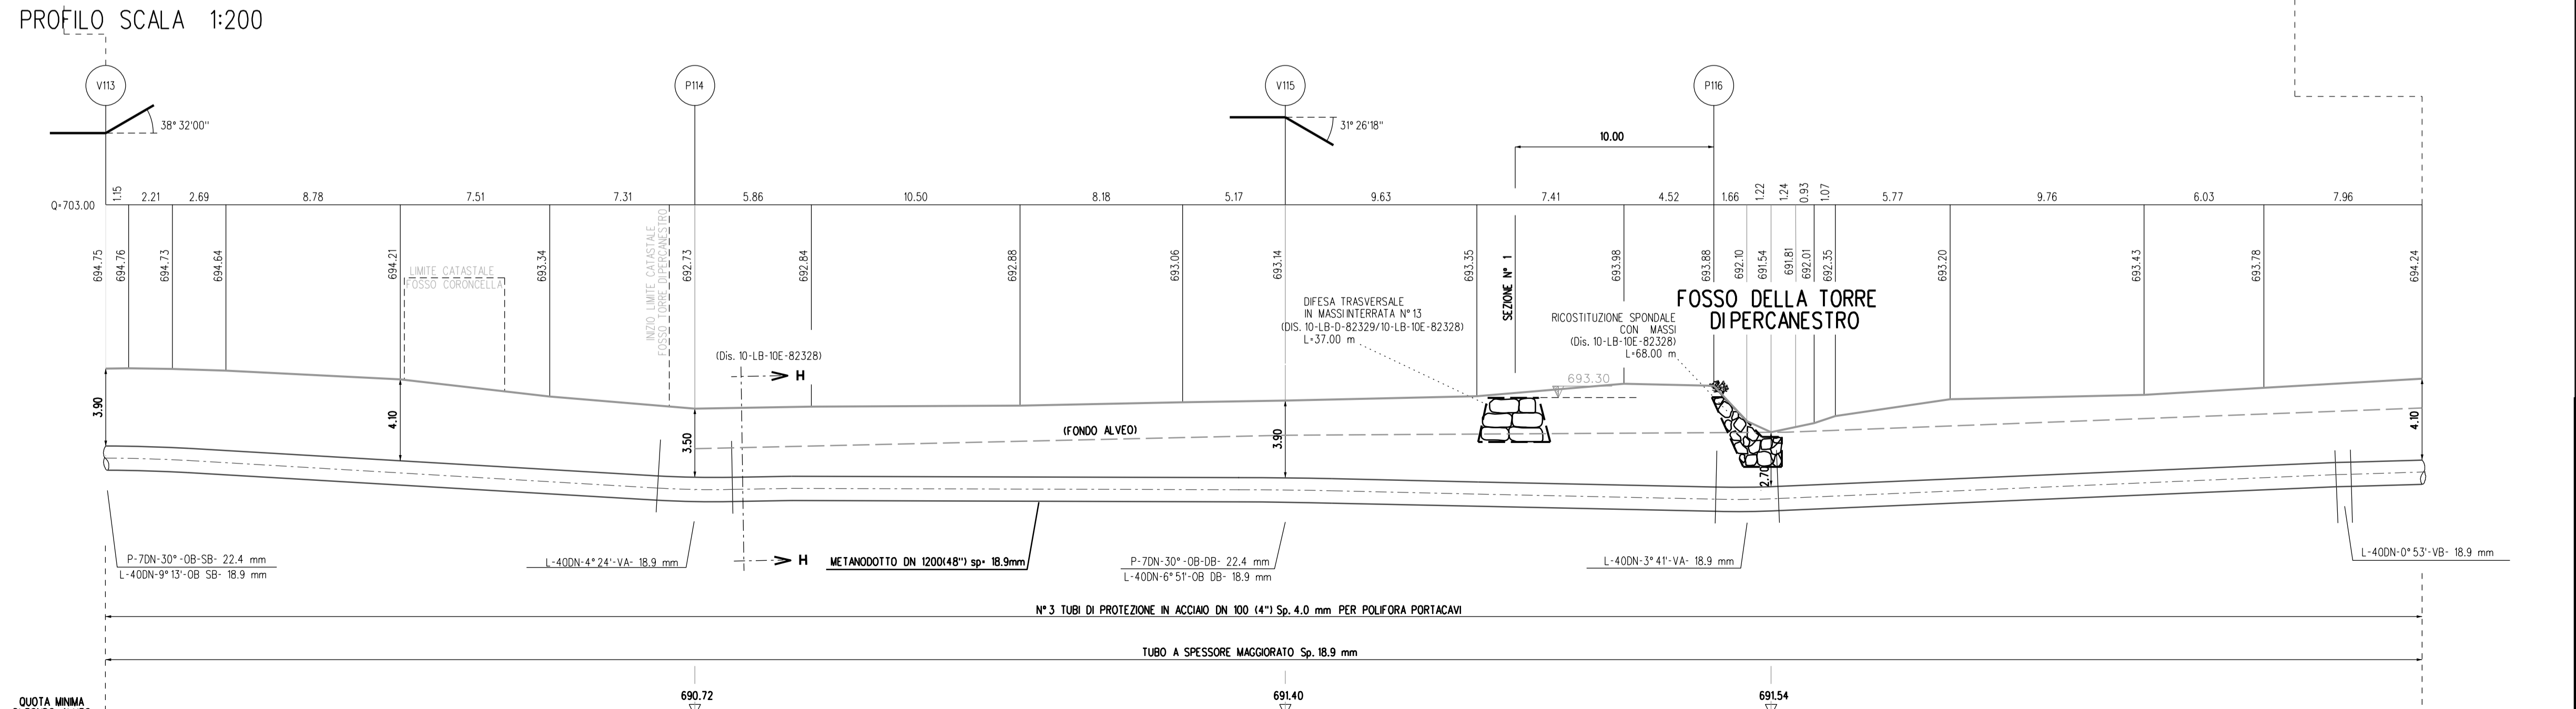 PROFILO SCALA 1:200
V113
P114
V115
P116
38° 32'00"
31° 26'18"
10.00
Q=703.00
1.15
2.21
2.69
8.78
7.51
7.31
5.86
10.50
8.18
5.17
9.63
7.41
4.52
1.66
1.22
1.24
0.93
1.07
5.77
9.76
6.03
7.96
694.75
694.76
694.73
694.64
694.21
693.34
692.73
692.84
692.88
693.06
693.14
693.35
693.98
693.88
692.10
691.54
691.81
692.01
692.35
693.20
693.43
693.78
694.24
LIMITE CATASTALE
FOSSO CORONCELLA
INIZIO LIMITE CATASTALE
FOSSO TORRE DI PERCANESTRO
SEZIONE N° 1
FOSSO DELLA TORRE
DI PERCANESTRO
DIFESA TRASVERSALE
IN MASSI INTERRATA N° 13
(DIS. 10-LB-D-82329/10-LB-10E-82328)
L=37.00 m
RICOSTITUZIONE SPONDALE
CON MASSI
(Dis. 10-LB-10E-82328)
L=68.00 m
(Dis. 10-LB-10E-82328)
H
693.30
3.90
4.10
3.50
(FONDO ALVEO)
3.90
2.70
4.10
P-7DN-30° -OB-SB- 22.4 mm
L-40DN-9° 13'-OB SB- 18.9 mm
L-40DN-4° 24'-VA- 18.9 mm
H
METANODOTTO DN 1200(48") sp= 18.9mm
P-7DN-30° -OB-DB- 22.4 mm
L-40DN-6° 51'-OB DB- 18.9 mm
L-40DN-3° 41'-VA- 18.9 mm
L-40DN-0° 53'-VB- 18.9 mm
N° 3 TUBI DI PROTEZIONE IN ACCIAIO DN 100 (4") Sp. 4.0 mm PER POLIFORA PORTACAVI
TUBO A SPESSORE MAGGIORATO Sp. 18.9 mm
690.72
691.40
691.54
QUOTA MINIMA